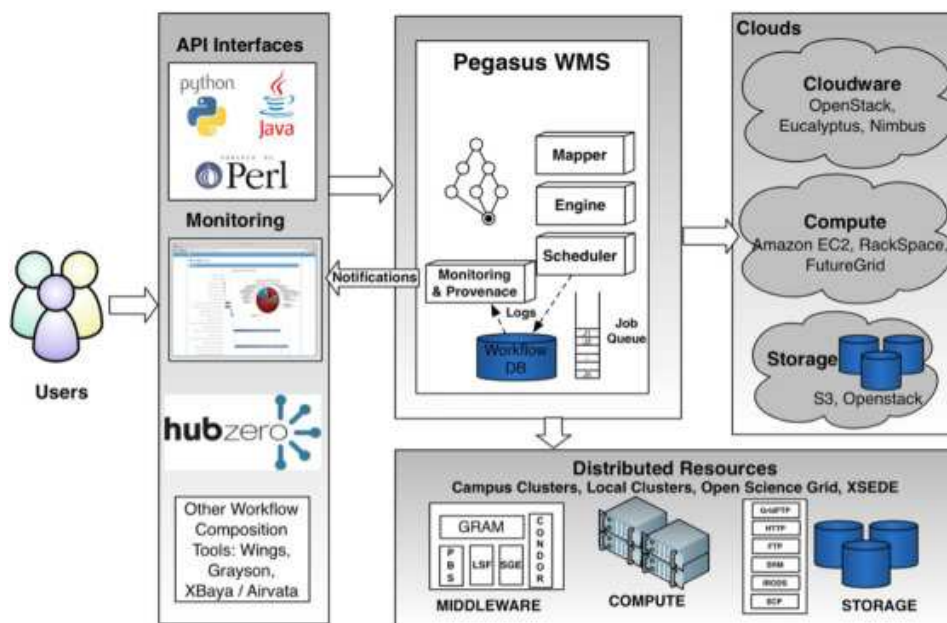 API Interfaces
python
Java
POWERED BY
Perl
Monitoring
Users
hubzero
Other Workflow
Composition
Tools: Wings,
Grayson,
XBaya / Airvata
Pegasus WMS
Mapper
Engine
Scheduler
Notifications
Monitoring
& Provenace
Logs
Workflow
DB
Job
Queue
Clouds
Cloudware
OpenStack,
Eucalyptus, Nimbus
Compute
Amazon EC2, RackSpace,
FutureGrid
Storage
S3, Openstack
Distributed Resources
Campus Clusters, Local Clusters, Open Science Grid, XSEDE
GRAM
PBS
LSF
SGE
CONDOR
MIDDLEWARE
COMPUTE
GridFTP
HTTP
FTP
SRM
IRODS
SCP
STORAGE